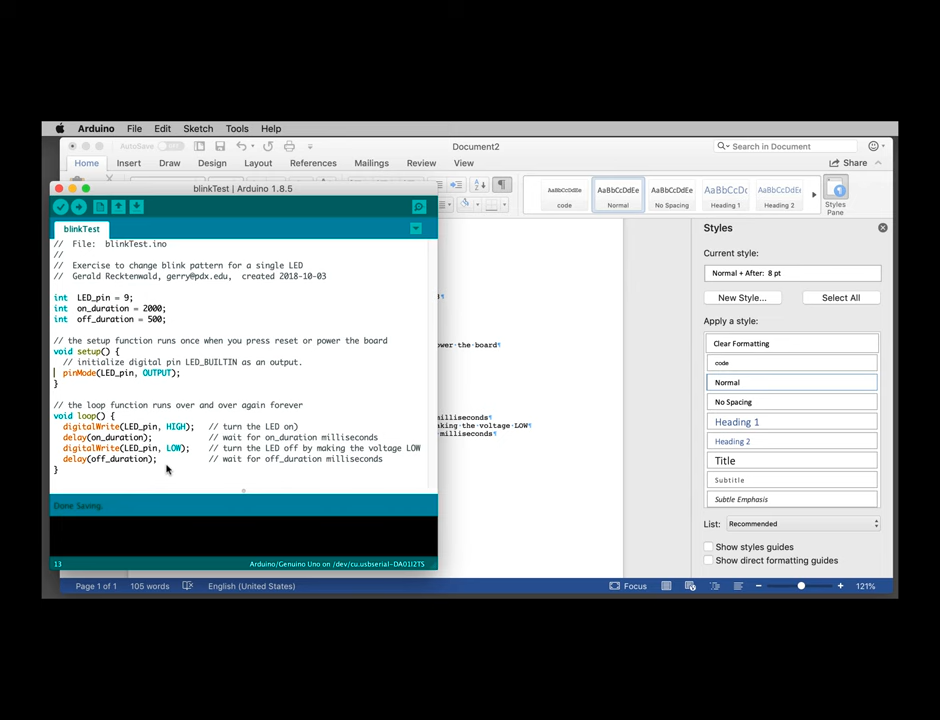 Arduino File Edit Sketch Tools Help
AutoSave OFF
Document2
Search in Document
Home Insert Draw Design Layout References Mailings Review View
Share
blinkTest | Arduino 1.8.5
AaBbCcDdEe AaBbCcDdEe AaBbCcDdEe AaBbCcDc AaBbCcDdEe
code Normal No Spacing Heading 1 Heading 2
Styles
Pane
blinkTest
// File: blinkTest.ino
//
// Exercise to change blink pattern for a single LED
// Gerald Recktenwald, gerry@pdx.edu, created 2018-10-03
int LED_pin = 9;
int on_duration = 2000;
int off_duration = 500;
// the setup function runs once when you press reset or power the board
void setup() {
// initialize digital pin LED_BUILTIN as an output.
pinMode(LED_pin, OUTPUT);
}
// the loop function runs over and over again forever
void loop() {
digitalWrite(LED_pin, HIGH); // turn the LED on)
delay(on_duration); // wait for on_duration milliseconds
digitalWrite(LED_pin, LOW); // turn the LED off by making the voltage LOW
delay(off_duration); // wait for off_duration milliseconds
}
Done Saving.
13
Arduino/Genuino Uno on /dev/cu.usbserial-DA01I2TS
ower·the·board¶
milliseconds¶
king·the·voltage·LOW¶
milliseconds¶
Styles
Current style:
Normal + After: 8 pt
New Style... Select All
Apply a style:
Clear Formatting
code
Normal
No Spacing
Heading 1
Heading 2
Title
Subtitle
Subtle Emphasis
List: Recommended
Show styles guides
Show direct formatting guides
Page 1 of 1 105 words English (United States) Focus 121%